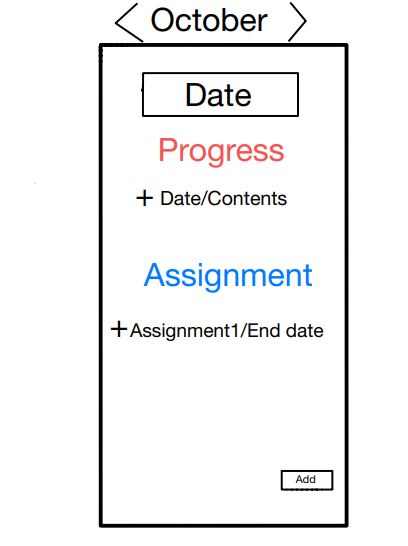 October
Date
Progress
+ Date/Contents
Assignment
+Assignment1/End date
Add